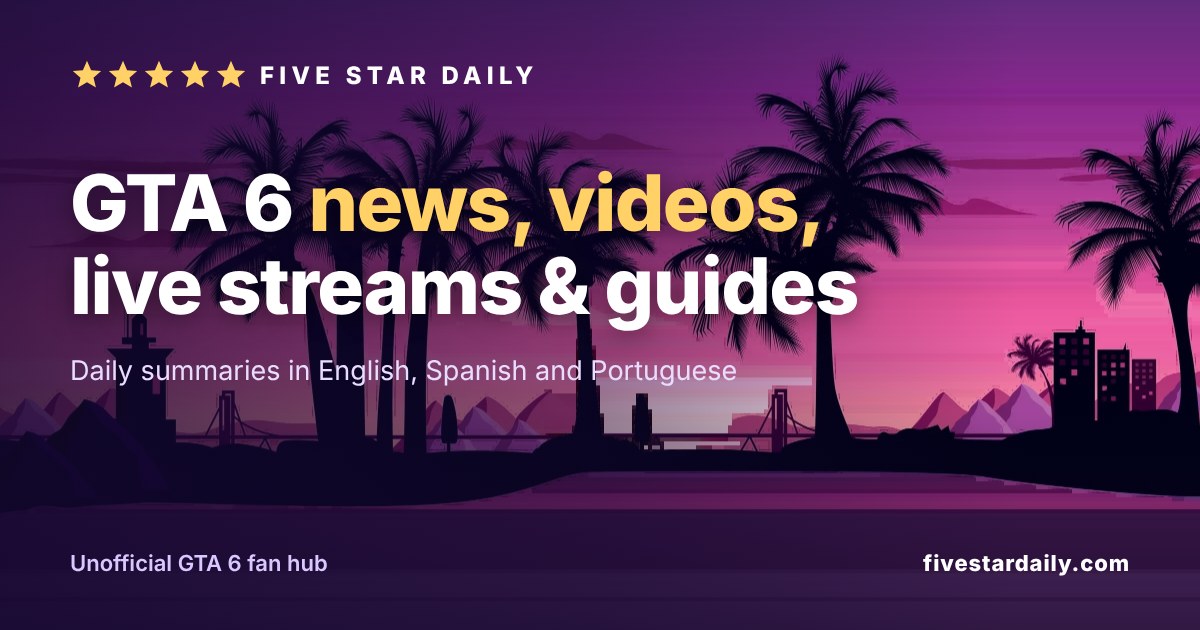 ★★★★★ FIVE STAR DAILY
GTA 6 news, videos,
live streams & guides
Daily summaries in English, Spanish and Portuguese
Unofficial GTA 6 fan hub
fivestardaily.com